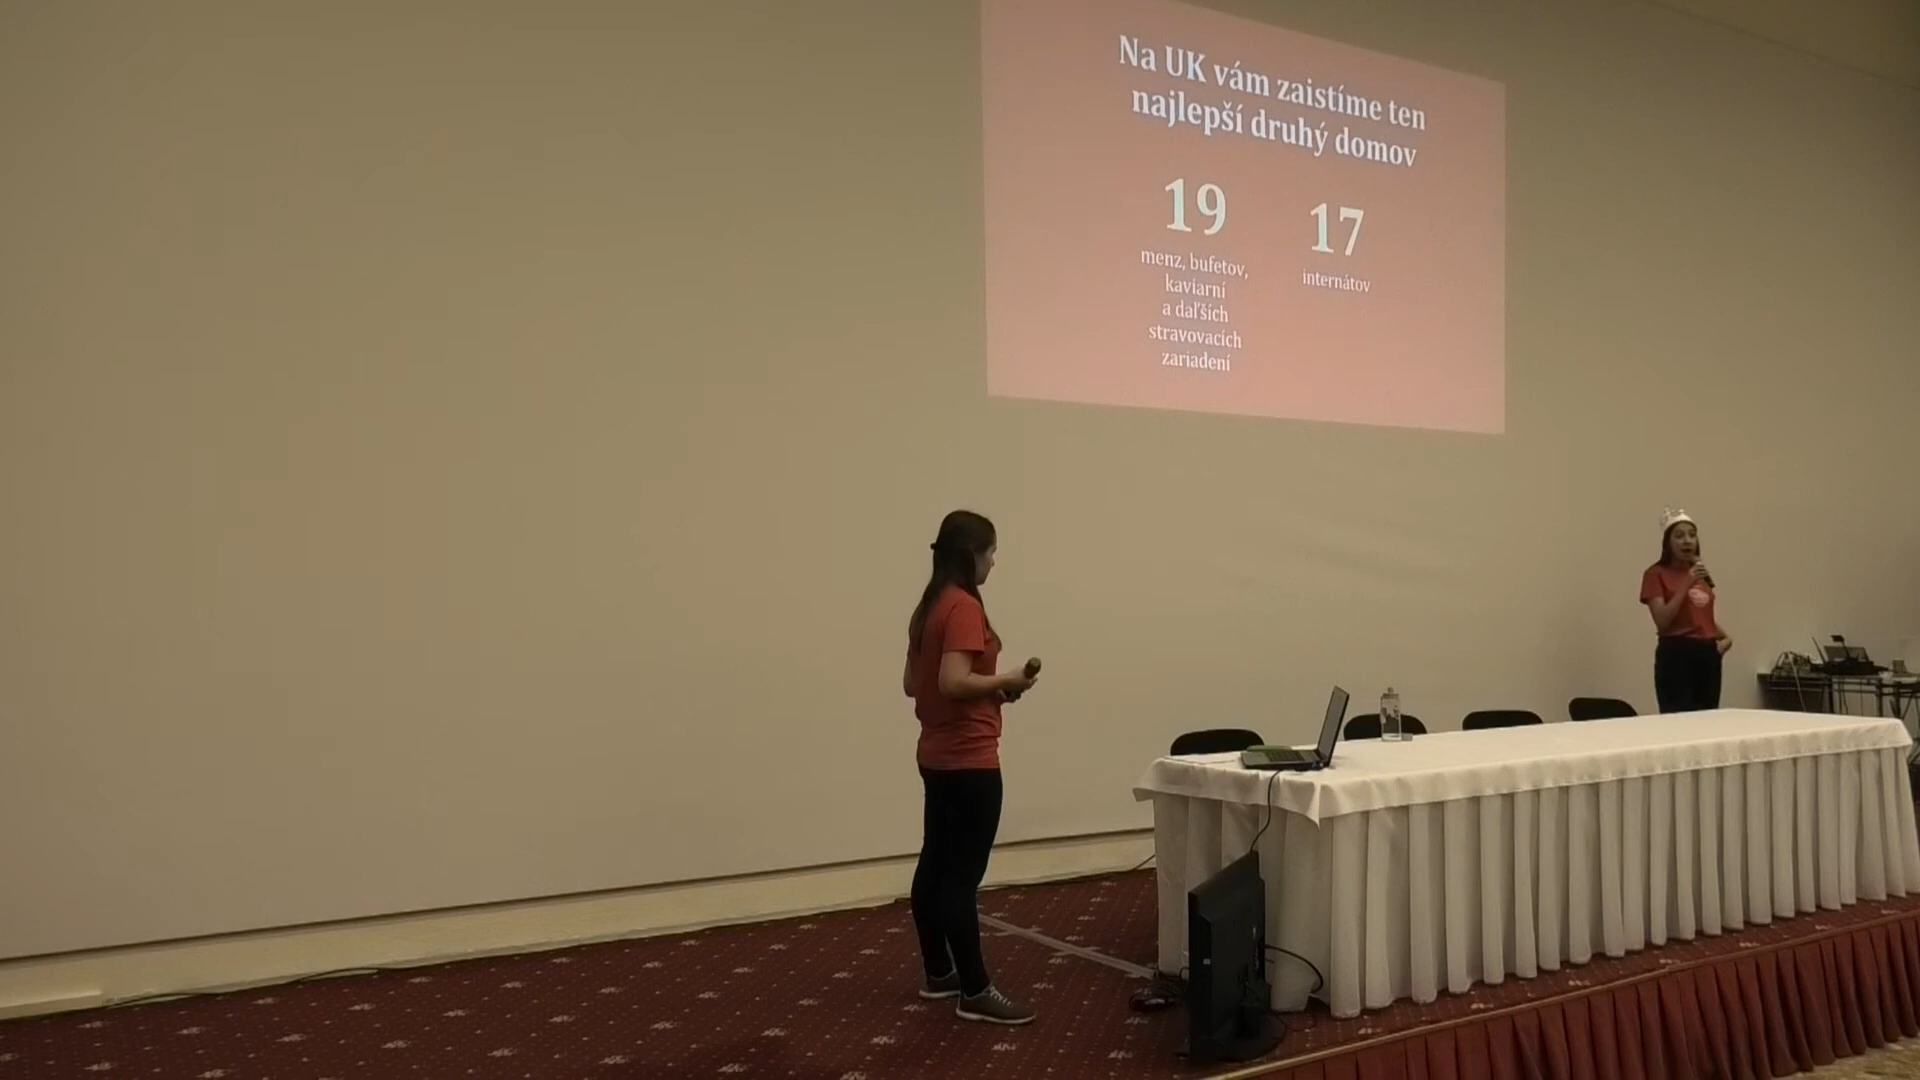 Na UK vám zaistíme ten
najlepší druhý domov
19
menz, bufetov,
kaviarní
a ďalších
stravovacích
zariadení
17
internátov